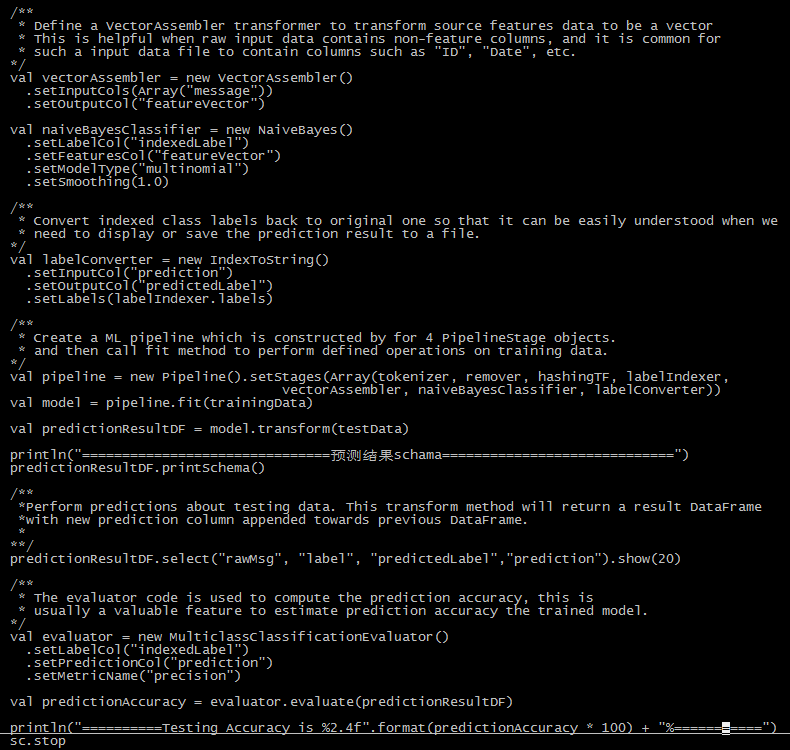 /**
 * Define a VectorAssembler transformer to transform source features data to be a vector
 * This is helpful when raw input data contains non-feature columns, and it is common for
 * such a input data file to contain columns such as "ID", "Date", etc.
*/
val vectorAssembler = new VectorAssembler()
  .setInputCols(Array("message"))
  .setOutputCol("featureVector")

val naiveBayesClassifier = new NaiveBayes()
  .setLabelCol("indexedLabel")
  .setFeaturesCol("featureVector")
  .setModelType("multinomial")
  .setSmoothing(1.0)

/**
 * Convert indexed class labels back to original one so that it can be easily understood when we
 * need to display or save the prediction result to a file.
*/
val labelConverter = new IndexToString()
  .setInputCol("prediction")
  .setOutputCol("predictedLabel")
  .setLabels(labelIndexer.labels)

/**
 * Create a ML pipeline which is constructed by for 4 PipelineStage objects.
 * and then call fit method to perform defined operations on training data.
*/
val pipeline = new Pipeline().setStages(Array(tokenizer, remover, hashingTF, labelIndexer,
                                  vectorAssembler, naiveBayesClassifier, labelConverter))
val model = pipeline.fit(trainingData)

val predictionResultDF = model.transform(testData)

println("===============================预测结果schama=============================")
predictionResultDF.printSchema()

/**
 *Perform predictions about testing data. This transform method will return a result DataFrame
 *with new prediction column appended towards previous DataFrame.
 *
**/
predictionResultDF.select("rawMsg", "label", "predictedLabel","prediction").show(20)

/**
 * The evaluator code is used to compute the prediction accuracy, this is
 * usually a valuable feature to estimate prediction accuracy the trained model.
*/
val evaluator = new MulticlassClassificationEvaluator()
  .setLabelCol("indexedLabel")
  .setPredictionCol("prediction")
  .setMetricName("precision")

val predictionAccuracy = evaluator.evaluate(predictionResultDF)

println("==========Testing Accuracy is %2.4f".format(predictionAccuracy * 100) + "%===========")
sc.stop